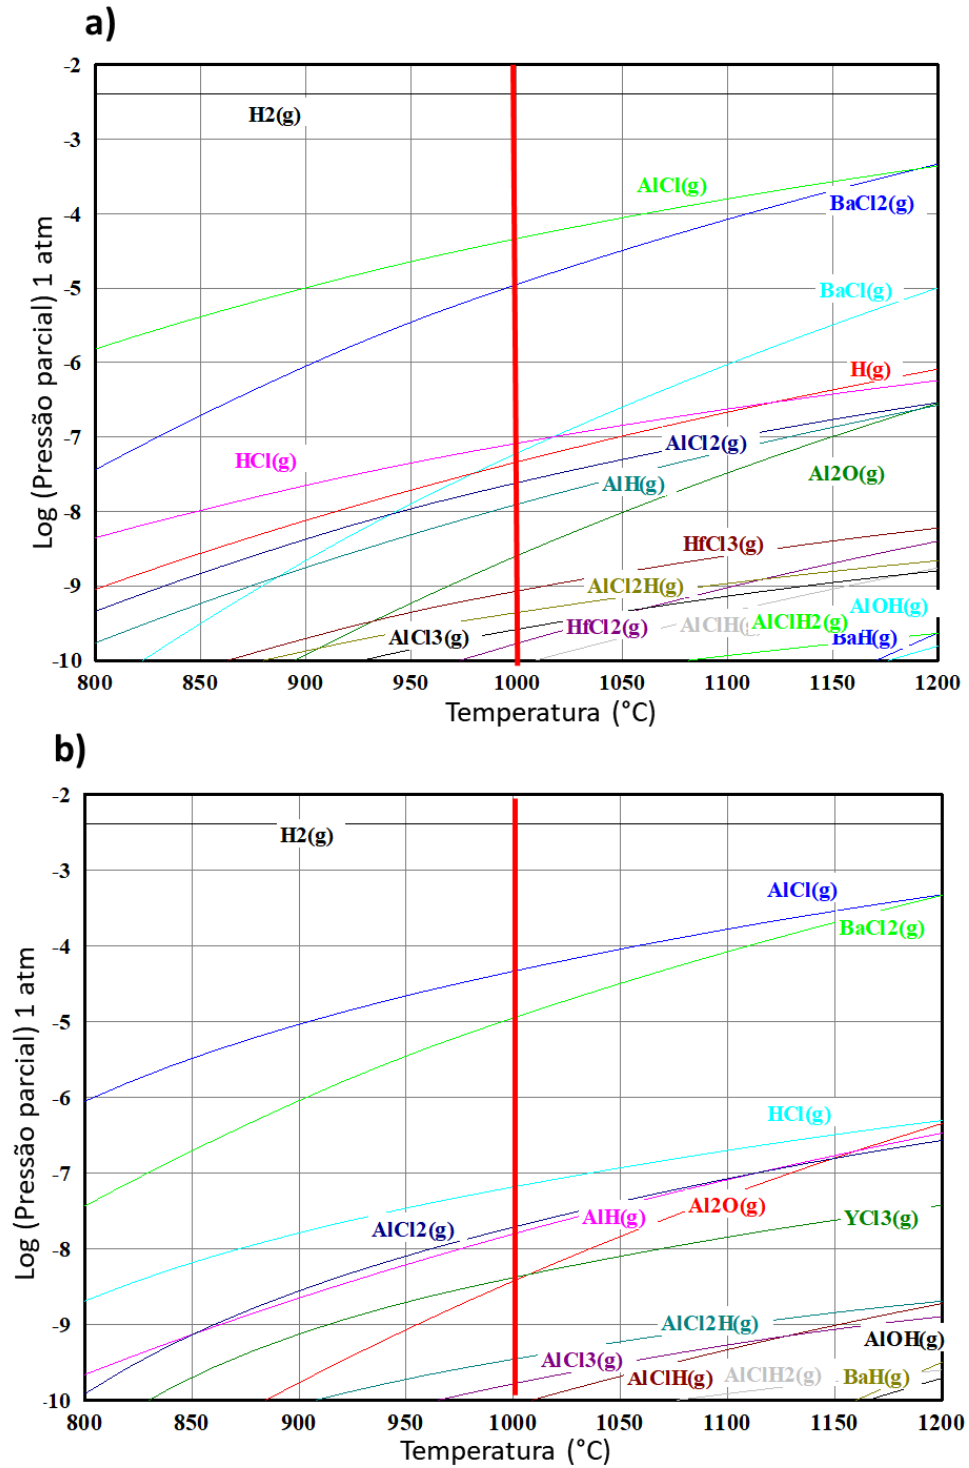 a)
-2
H2(g)
-3
AlCl(g)
-4
BaCl2(g)
-5
BaCl(g)
-6
H(g)
-7
HCl(g)
AlCl2(g)
AlH(g)
Al2O(g)
-8
HfCl3(g)
-9
AlCl2H(g)
AlOH(g)
AlCl3(g)
HfCl2(g)
AlClH(g)
AlClH2(g)
BaH(g)
-10
800
850
900
950
1000
1050
1100
1150
1200
Log (Pressão parcial) 1 atm
Temperatura (°C)
b)
-2
H2(g)
-3
AlCl(g)
BaCl2(g)
-4
-5
-6
HCl(g)
-7
AlCl2(g)
AlH(g)
Al2O(g)
YCl3(g)
-8
-9
AlCl2H(g)
AlOH(g)
AlCl3(g)
AlClH(g)
AlClH2(g)
BaH(g)
-10
800
850
900
950
1000
1050
1100
1150
1200
Log (Pressão parcial) 1 atm
Temperatura (°C)